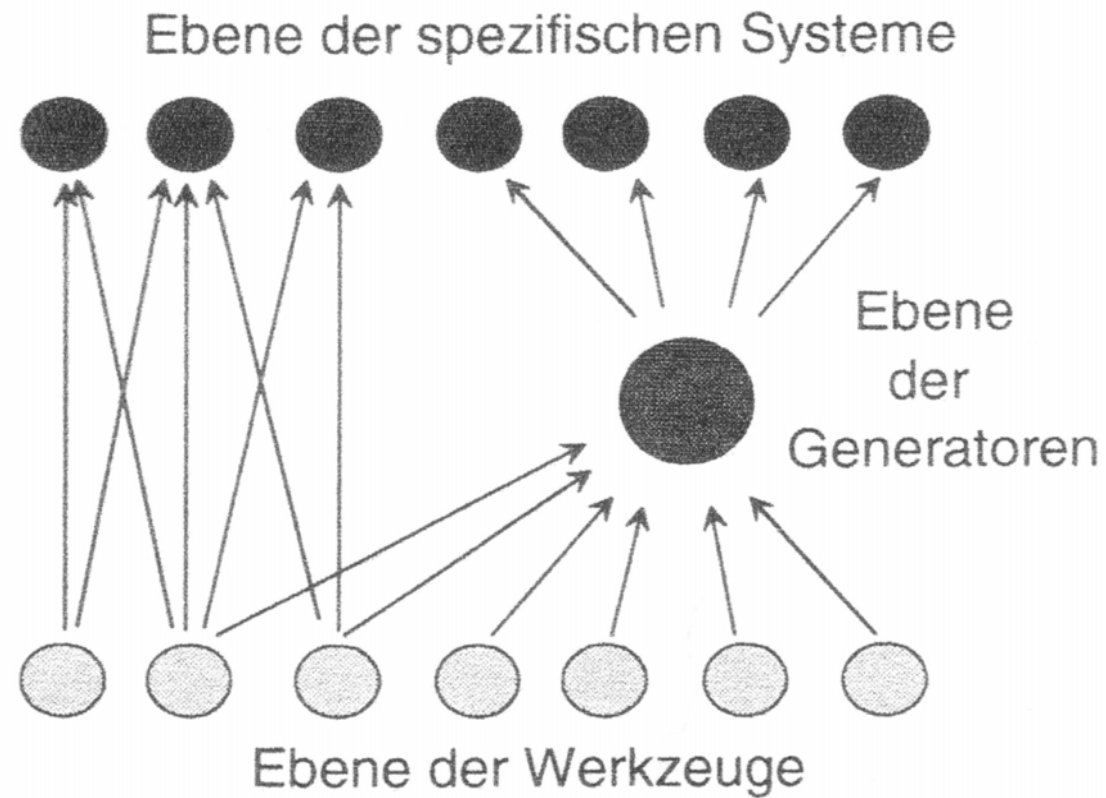 Ebene der spezifischen Systeme
Ebene
der
Generatoren
Ebene der Werkzeuge